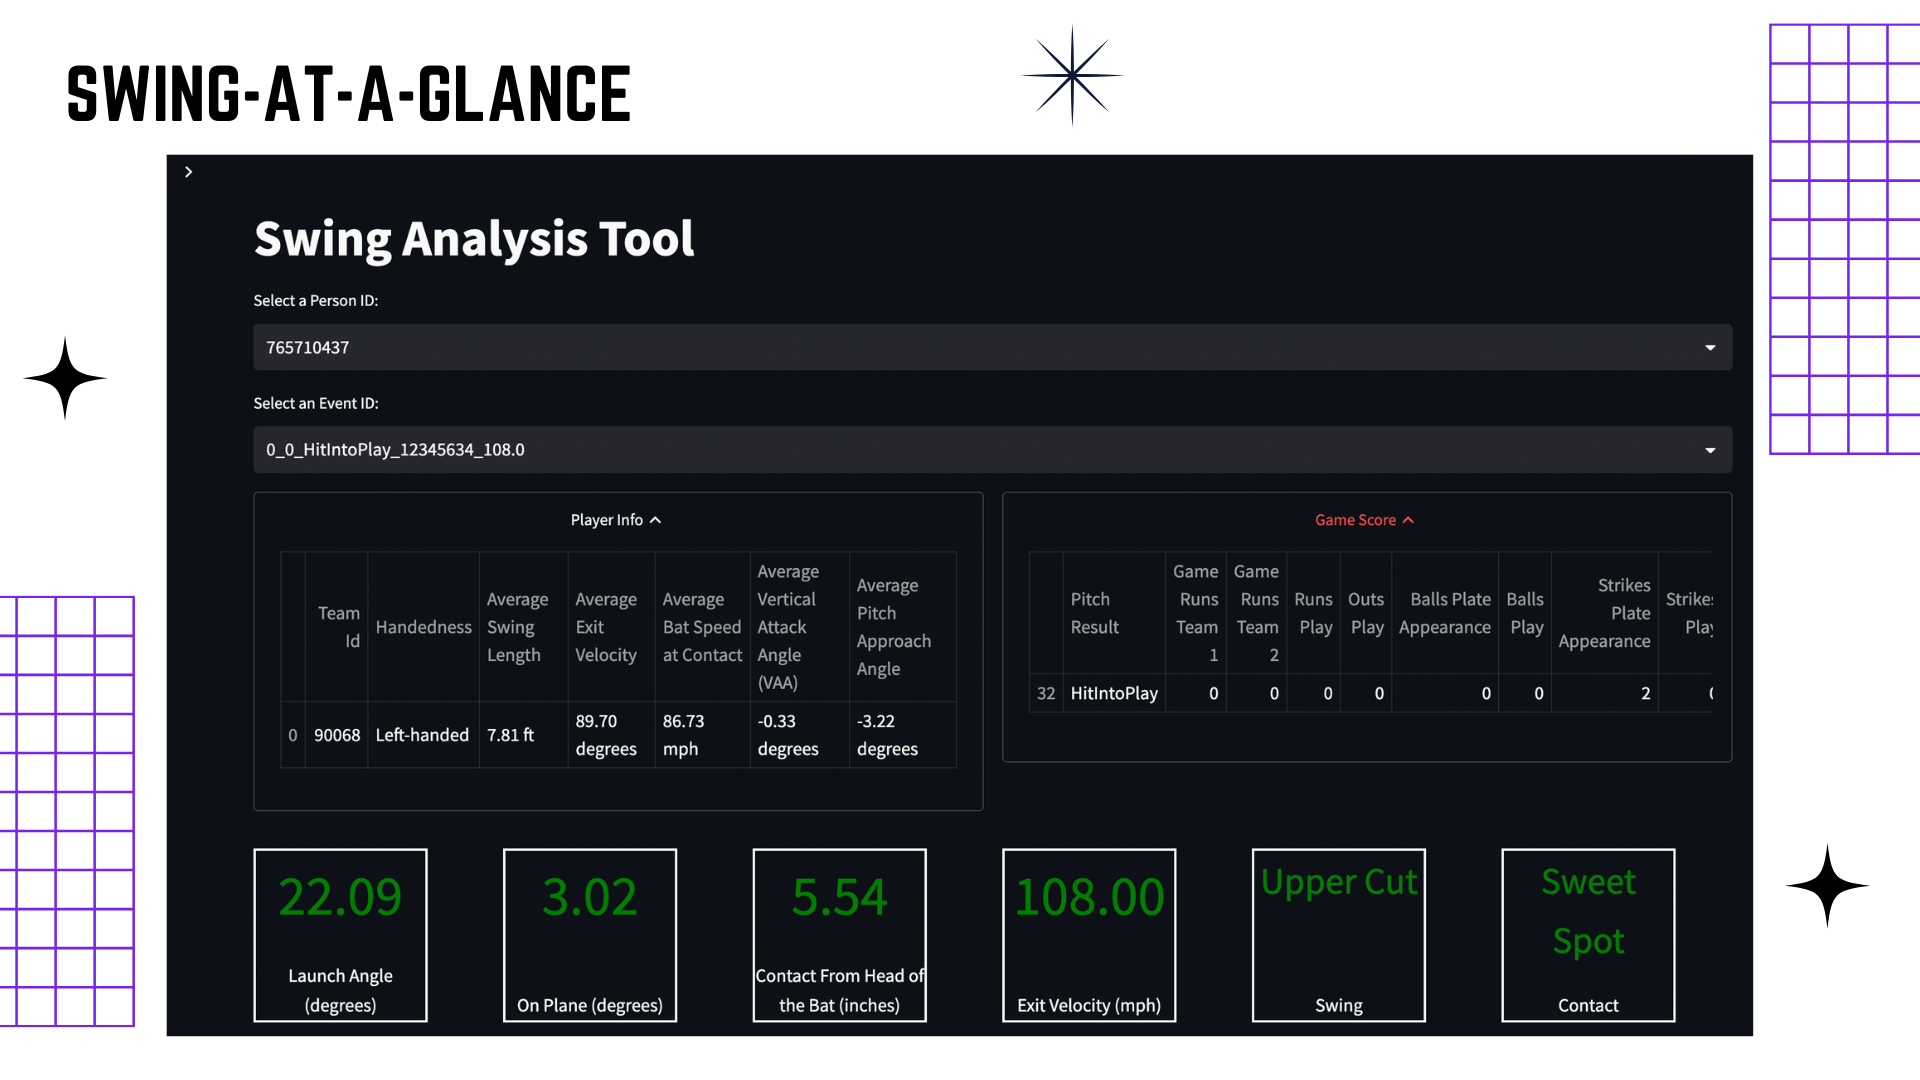 SWING-AT-A-GLANCE
Swing Analysis Tool
Select a Person ID:
765710437
Select an Event ID:
0_0_HitIntoPlay_12345634_108.0
Player Info
Team Id
Handedness
Average Swing Length
Average Exit Velocity
Average Bat Speed at Contact
Average Vertical Attack Angle (VAA)
Average Pitch Approach Angle
0 90068 Left-handed 7.81 ft 89.70 degrees 86.73 mph -0.33 degrees -3.22 degrees
Game Score
Pitch Result
Game Runs Team 1
Game Runs Team 2
Runs Play
Outs Play
Balls Plate Appearance
Balls Play
Strikes Plate Appearance
Strikes
32 HitIntoPlay 0 0 0 0 0 0 2
22.09
Launch Angle
(degrees)
3.02
On Plane (degrees)
5.54
Contact From Head of
the Bat (inches)
108.00
Exit Velocity (mph)
Upper Cut
Swing
Sweet
Spot
Contact